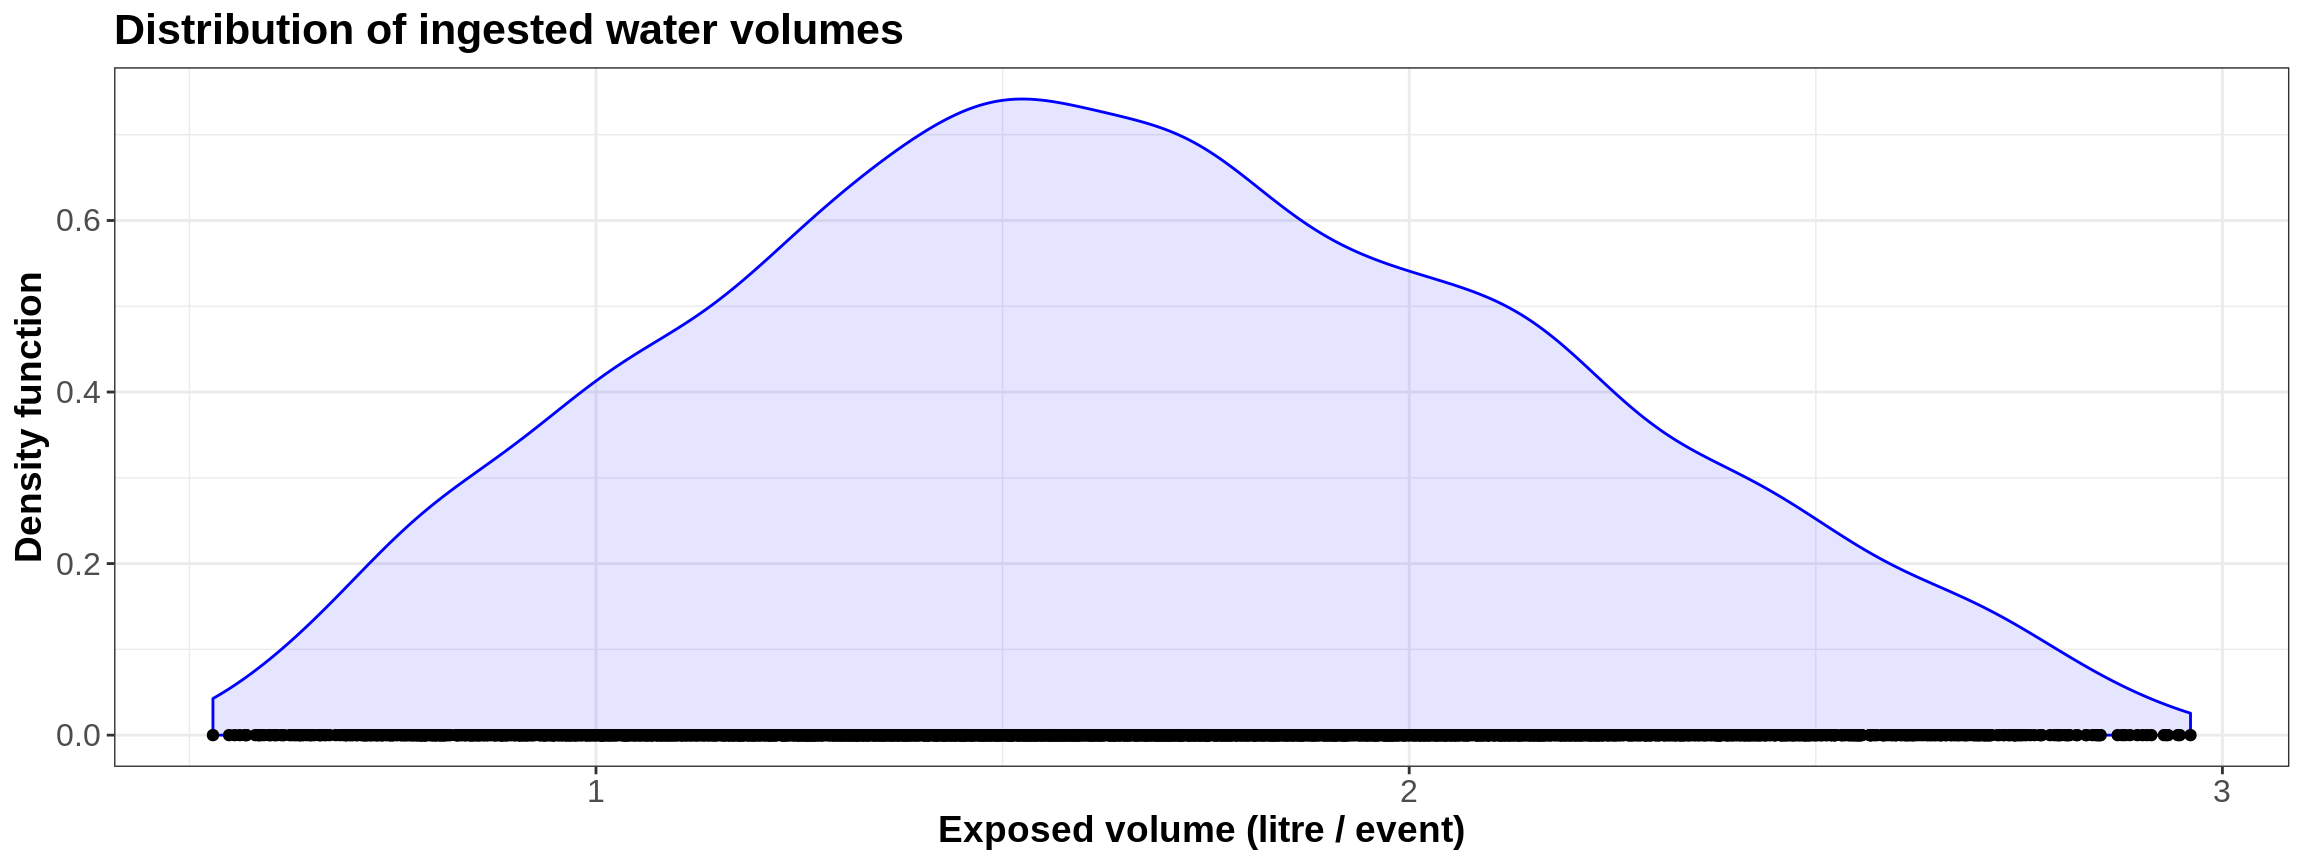 Distribution of ingested water volumes
Density function
0.6
0.4
0.2
0.0
1
2
3
Exposed volume (litre / event)